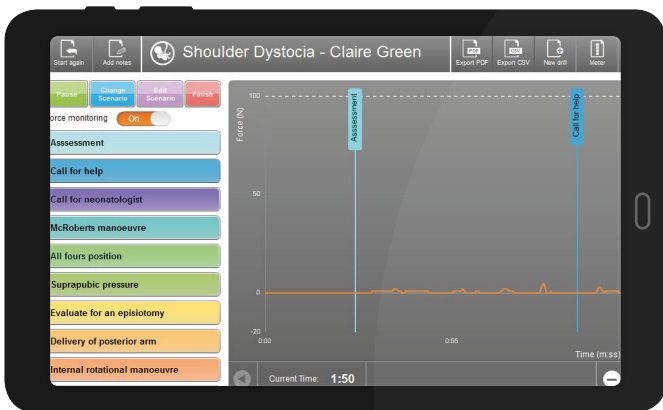 Start again
Add notes
Shoulder Dystocia - Claire Green
PDF
Export PDF
CSV
Export CSV
New drill
Meter
Pause
Change
Scenario
Edit
Scenario
Finish
orce monitoring
On
Asssessment
Call for help
Call for neonatologist
McRoberts manoeuvre
All fours position
Suprapubic pressure
Evaluate for an episiotomy
Delivery of posterior arm
Internal rotational manoeuvre
Force (N)
100
50
0
-20
Asssessment
Call for help
0:00
0:55
Time (m:ss)
Current Time: 1:50